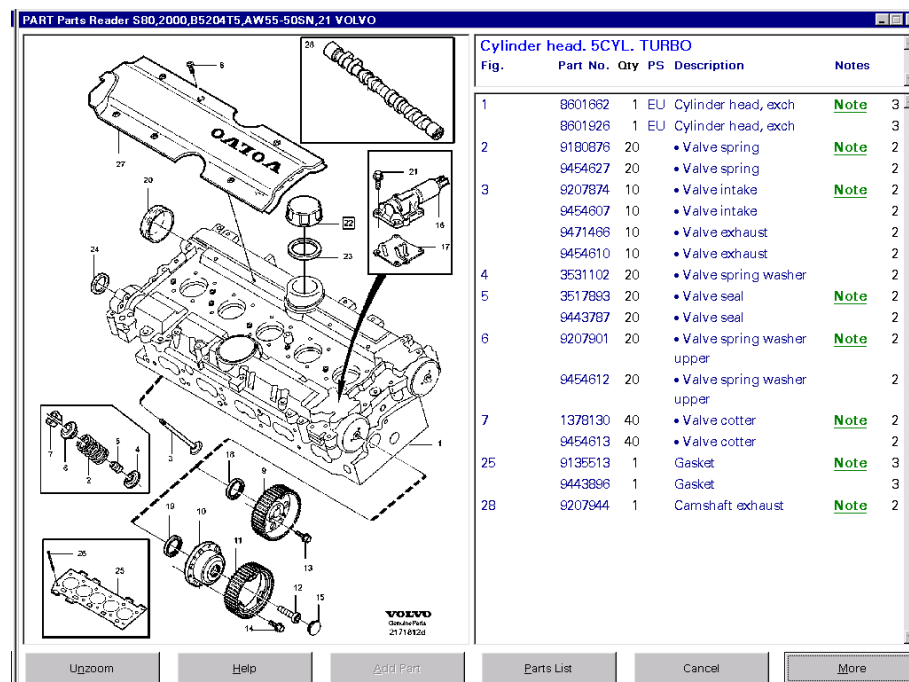 PART Parts Reader S80,2000,B5204T5,AW55-50SN,21 VOLVO
28
8
VOLVO
27
20
21
16
22
17
23
24
1
5
4
7
6
2
3
18
9
19
10
11
13
26
25
12
15
14
VOLVO
Genuine Parts
2171812d
Cylinder head. 5CYL. TURBO
Fig. Part No. Qty PS Description Notes
1 8601662 1 EU Cylinder head, exch Note 3
8601926 1 EU Cylinder head, exch 3
2 9180876 20 • Valve spring Note 2
9454627 20 • Valve spring 2
3 9207874 10 • Valve intake Note 2
9454607 10 • Valve intake 2
9471466 10 • Valve exhaust 2
9454610 10 • Valve exhaust 2
4 3531102 20 • Valve spring washer 2
5 3517893 20 • Valve seal Note 2
9443787 20 • Valve seal 2
6 9207901 20 • Valve spring washer Note 2
upper
9454612 20 • Valve spring washer 2
upper
7 1378130 40 • Valve cotter Note 2
9454613 40 • Valve cotter 2
25 9135513 1 Gasket Note 3
9443896 1 Gasket 3
28 9207944 1 Camshaft exhaust Note 2
Unzoom Help Add Part Parts List Cancel More